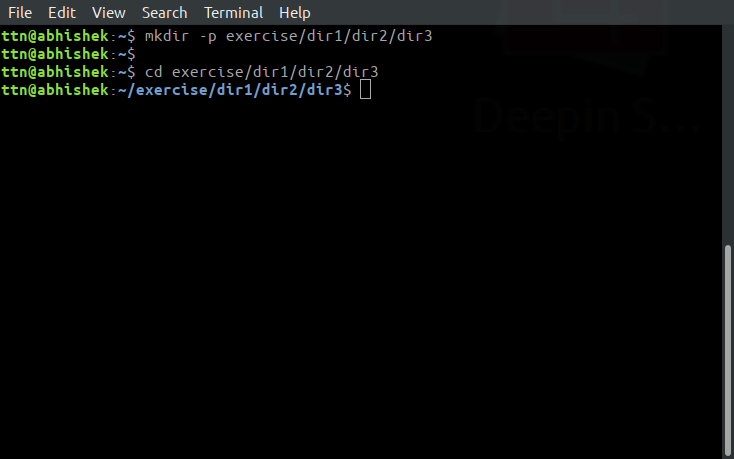 File Edit View Search Terminal Help
ttn@abhishek:~$ mkdir -p exercise/dir1/dir2/dir3
ttn@abhishek:~$
ttn@abhishek:~$ cd exercise/dir1/dir2/dir3
ttn@abhishek:~/exercise/dir1/dir2/dir3$
Deepin S...